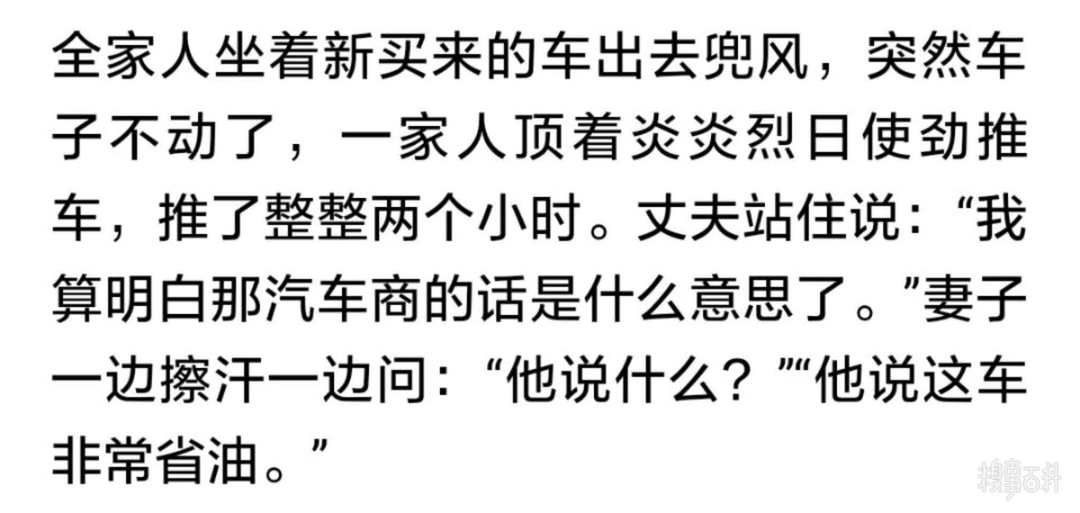 全家人坐着新买来的车出去兜风，突然车
子不动了，一家人顶着炎炎烈日使劲推
车，推了整整两个小时。丈夫站住说：“我
算明白那汽车商的话是什么意思了。”妻子
一边擦汗一边问：“他说什么？”“他说这车
非常省油。”
糗事百科